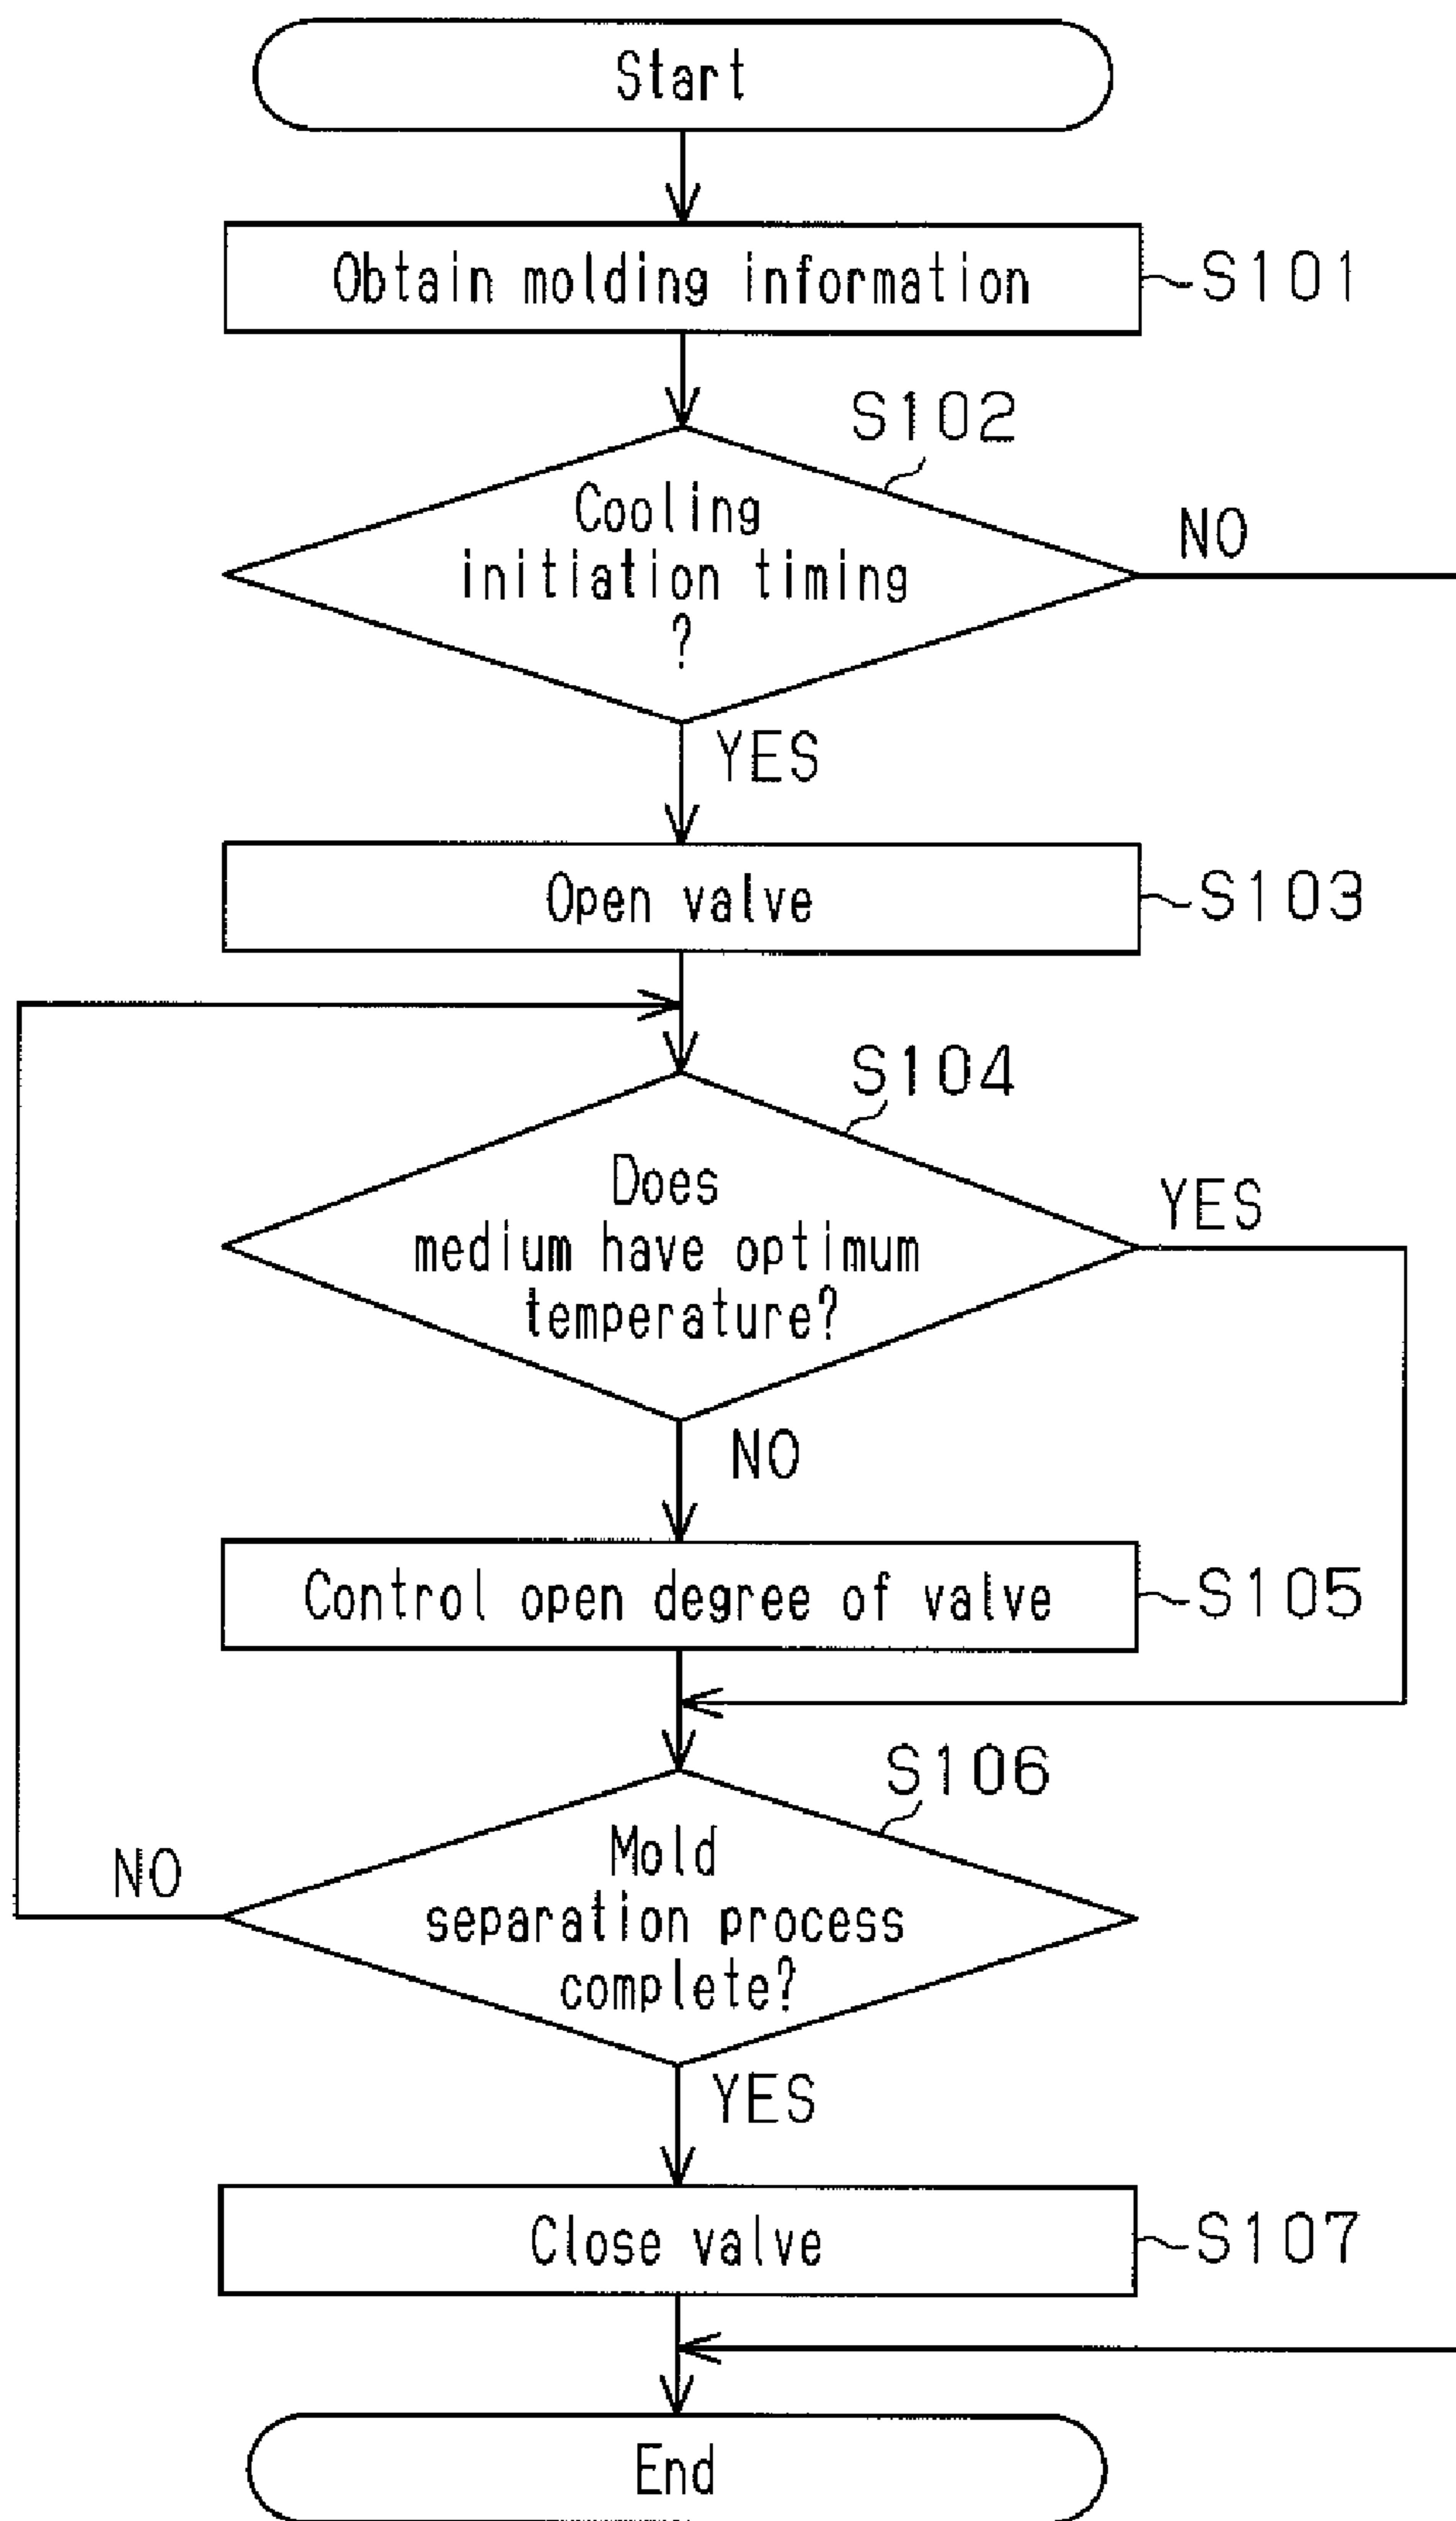 Start
Obtain molding information
S101
S102
Cooling
initiation timing
?
NO
YES
Open valve
S103
S104
Does
medium have optimum
temperature?
YES
NO
Control open degree of valve
S105
S106
Mold
separation process
complete?
NO
YES
Close valve
S107
End